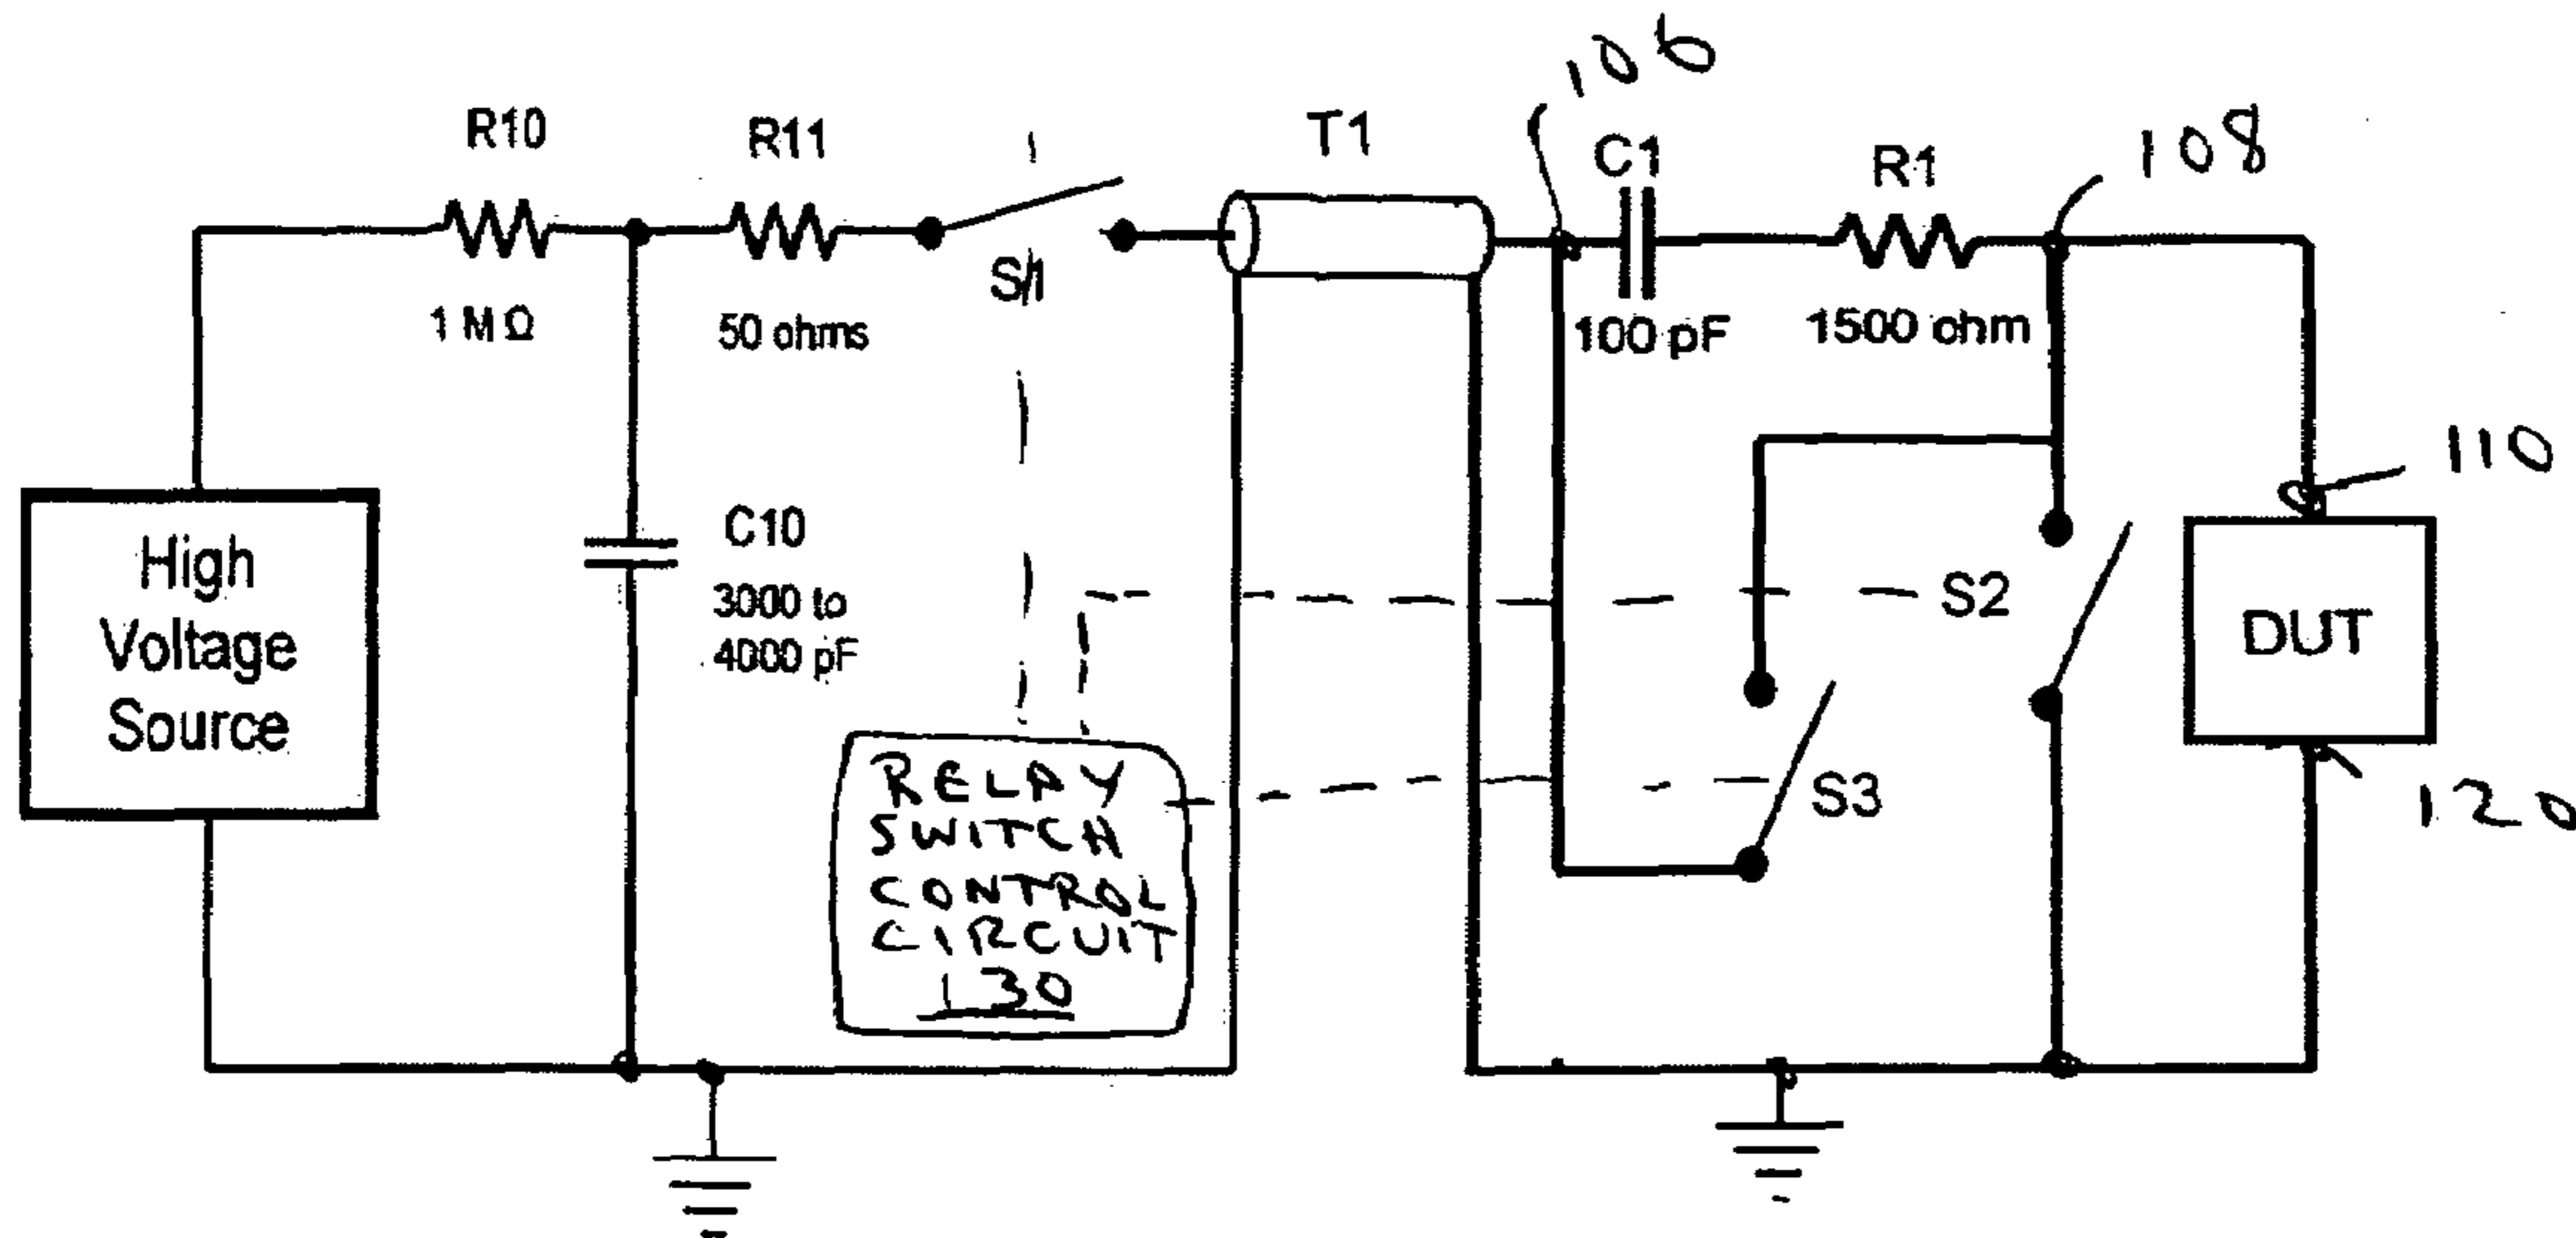 106
R10
R11
T1
C1
R1
108
S1
1 MΩ
50 ohms
100 pF
1500 ohm
110
High
Voltage
Source
C10
3000 to
4000 pF
S2
DUT
RELAY
SWITCH
CONTROL
CIRCUIT
130
S3
120